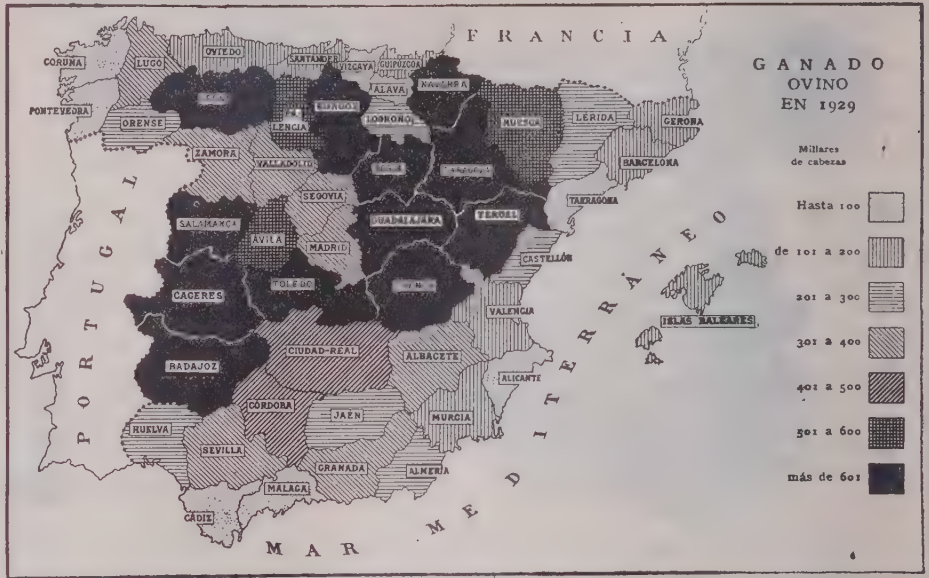 FRANCIA
GANADO
OVINO
EN 1929
Millares
de cabezas
Hasta 100
de 101 a 200
201 a 300
301 a 400
401 a 500
501 a 600
más de 601
CORUÑA
LUGO
OVIEDO
SANTANDER
VIZCAYA
GUIPÚZCOA
ALAVA
NAVARRA
PONTEVEDRA
ORENSE
BURGOS
LOGROÑO
HUESCA
LÉRIDA
GERONA
LENCIA
ZAMORA
VALLADOLID
BARCELONA
SEGOVIA
TARRAGONA
SALAMANCA
AVILA
MADRID
GUADALAJARA
TERUEL
CASTELLÓN
CACERES
TOLEDO
VALENCIA
ISLAS BALEARES
BADAJOZ
CIUDAD-REAL
ALBACETE
ALICANTE
CÓRDOBA
JAÉN
MURCIA
HUELVA
SEVILLA
GRANADA
ALMERÍA
MÁLAGA
CÁDIZ
PORTUGAL
MAR MEDITERRÁNEO